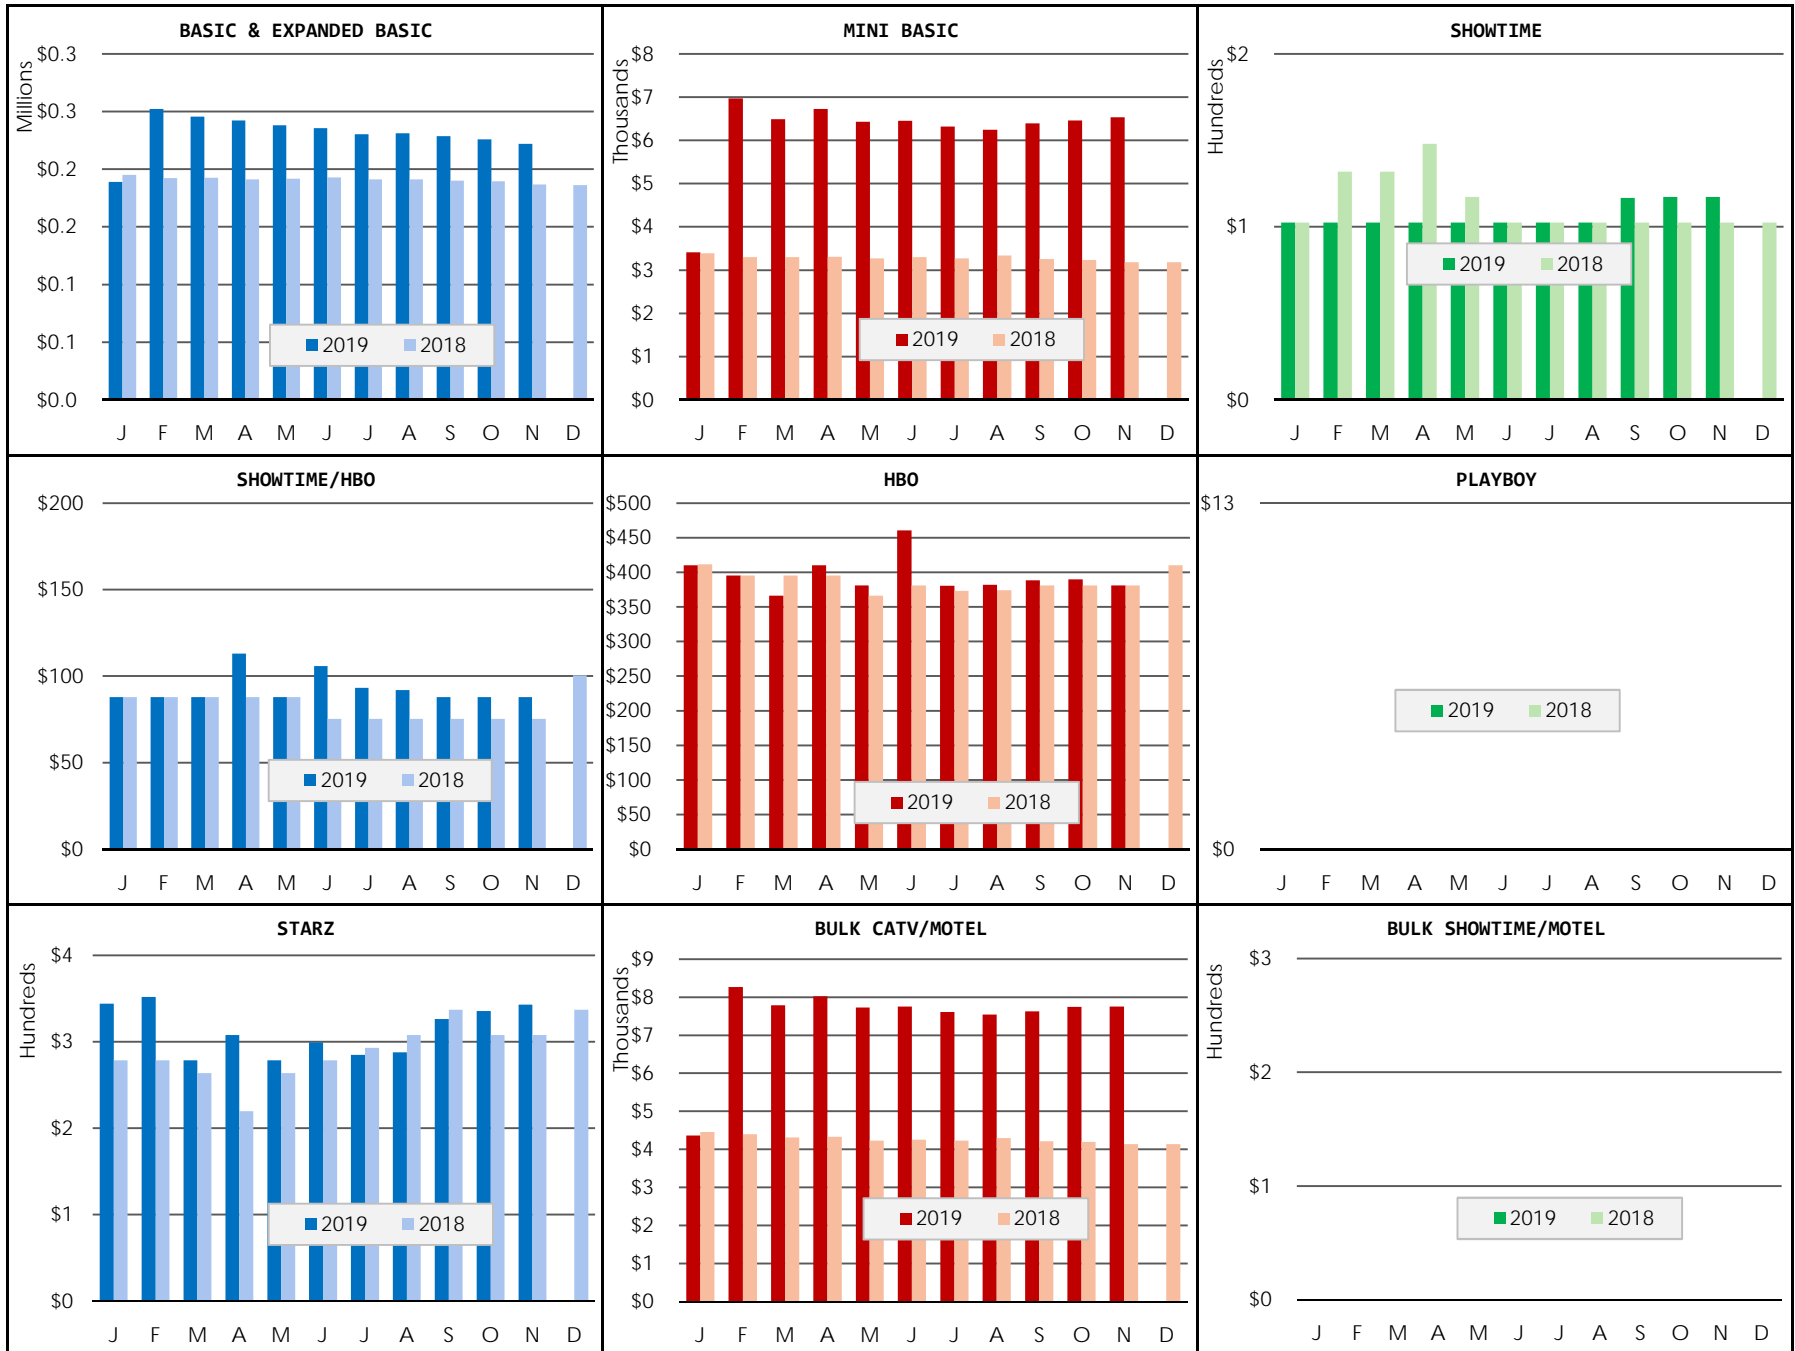 BASIC & EXPANDED BASIC
Millions
$0.3
$0.3
$0.2
$0.2
$0.1
$0.1
$0.0
2019 2018
J F M A M J J A S O N D
MINI BASIC
Thousands
$8
$7
$6
$5
$4
$3
$2
$1
$0
2019 2018
J F M A M J J A S O N D
SHOWTIME
Hundreds
$2
$1
$0
2019 2018
J F M A M J J A S O N D
SHOWTIME/HBO
$200
$150
$100
$50
$0
2019 2018
J F M A M J J A S O N D
HBO
$500
$450
$400
$350
$300
$250
$200
$150
$100
$50
$0
2019 2018
J F M A M J J A S O N D
PLAYBOY
$13
$0
2019 2018
J F M A M J J A S O N D
STARZ
Hundreds
$4
$3
$2
$1
$0
2019 2018
J F M A M J J A S O N D
BULK CATV/MOTEL
Thousands
$9
$8
$7
$6
$5
$4
$3
$2
$1
$0
2019 2018
J F M A M J J A S O N D
BULK SHOWTIME/MOTEL
Hundreds
$3
$2
$1
$0
2019 2018
J F M A M J J A S O N D